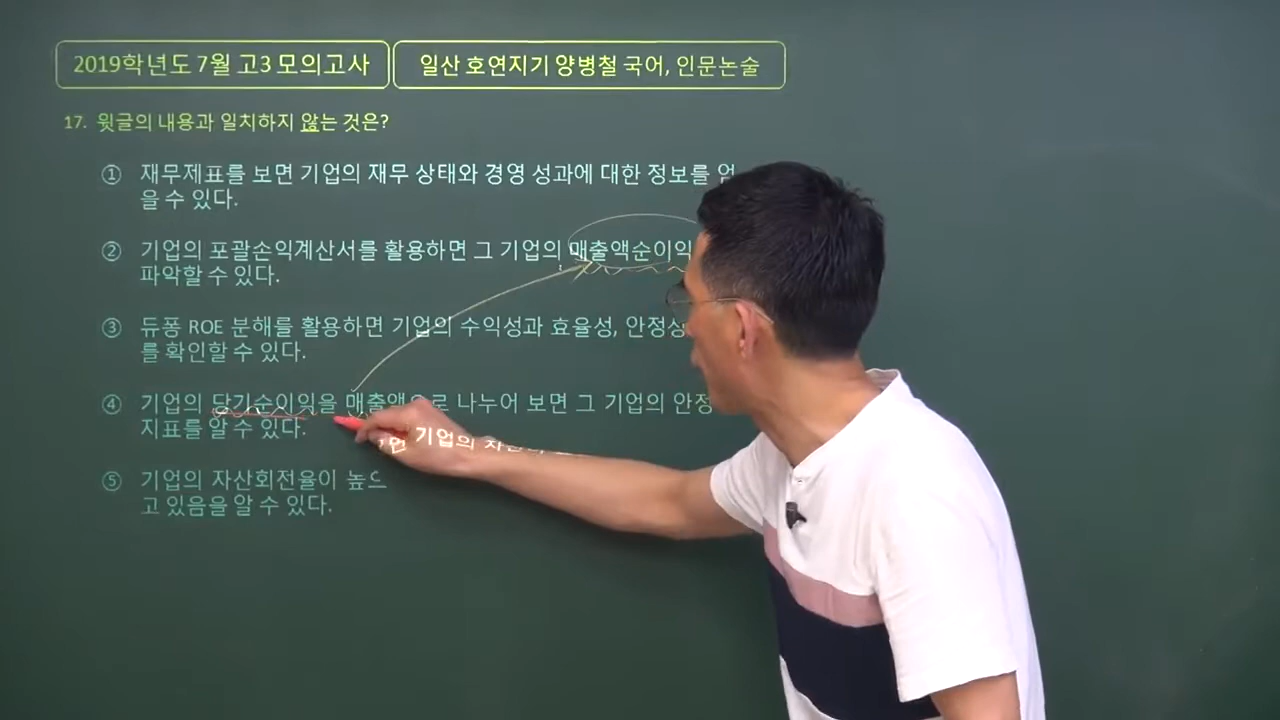 2019학년도 7월 고3 모의고사
일산 호연지기 양병철 국어, 인문논술
17. 윗글의 내용과 일치하지 않는 것은?
① 재무제표를 보면 기업의 재무 상태와 경영 성과에 대한 정보를 얻
을 수 있다.
② 기업의 포괄손익계산서를 활용하면 그 기업의 매출액순이익
파악할 수 있다.
③ 듀퐁 ROE 분해를 활용하면 기업의 수익성과 효율성, 안정성
를 확인할 수 있다.
④ 기업의 당기순이익을 매출액으로 나누어 보면 그 기업의 안정
지표를 알 수 있다.
⑤ 기업의 자산회전율이 높으면 기업의
고 있음을 알 수 있다.